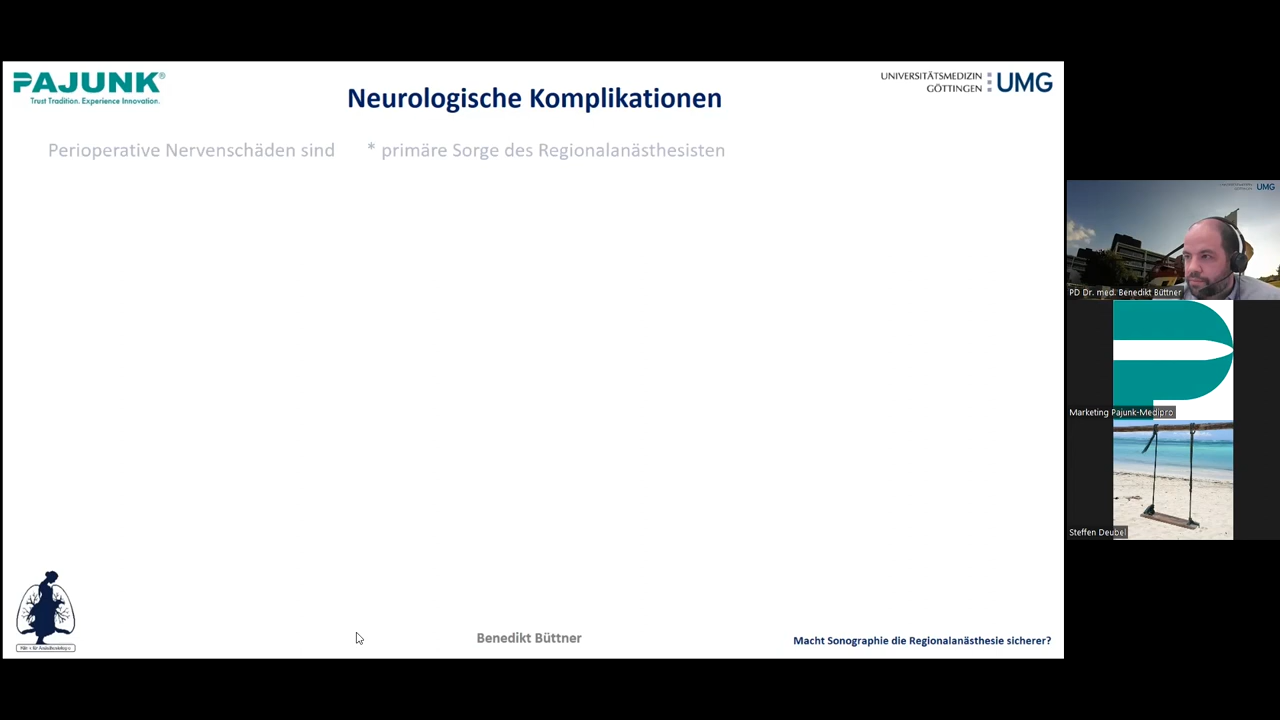 PAJUNK®
Trust Tradition. Experience Innovation.
UNIVERSITÄTSMEDIZIN
GÖTTINGEN
UMG
Neurologische Komplikationen
Perioperative Nervenschäden sind * primäre Sorge des Regionalanästhesisten
UMG
PD Dr. med. Benedikt Büttner
Marketing Pajunk-Medipro
Steffen Deubel
Benedikt Büttner
Macht Sonographie die Regionalanästhesie sicherer?